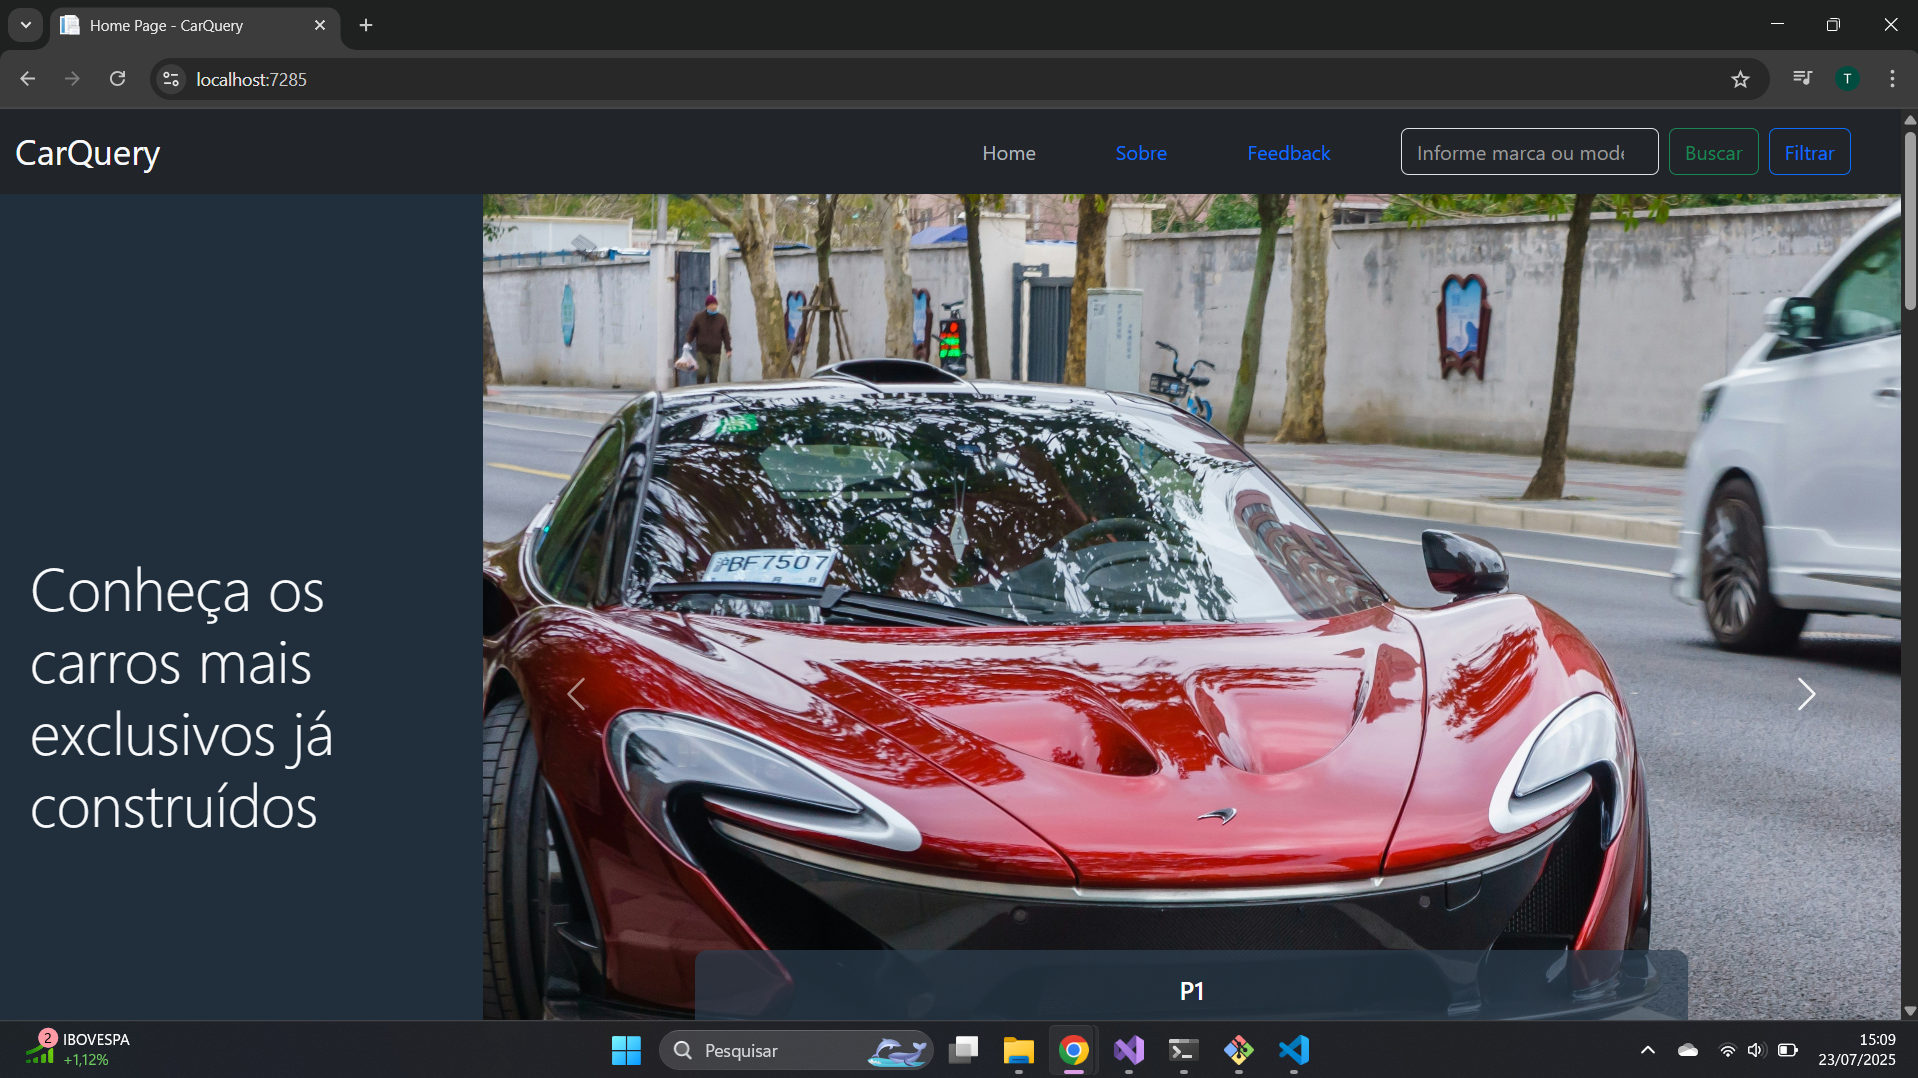 Home Page - CarQuery
localhost:7285
T
CarQuery
Home
Sobre
Feedback
Informe marca ou mode
Buscar
Filtrar
BF7507
Conheça os
carros mais
exclusivos já
construídos
P1
2
IBOVESPA
+1,12%
Pesquisar
15:09
23/07/2025